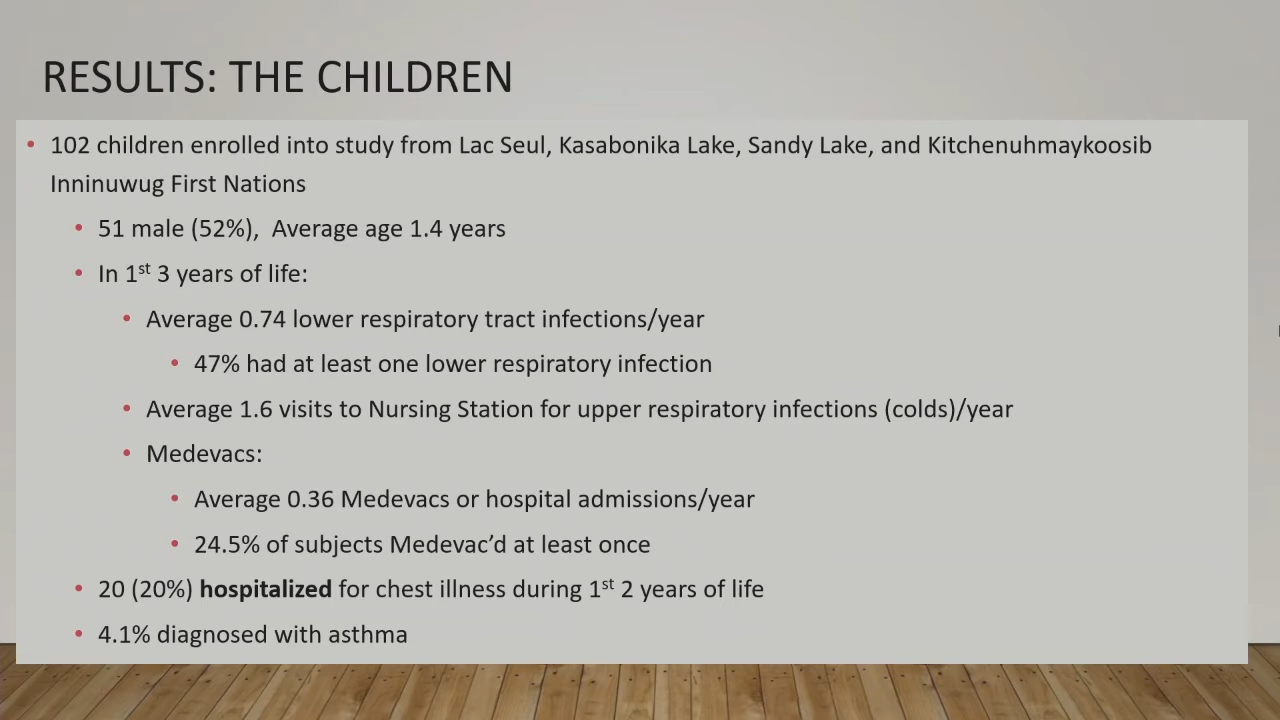 RESULTS: THE CHILDREN
• 102 children enrolled into study from Lac Seul, Kasabonika Lake, Sandy Lake, and Kitchenuhmaykoosib
Inninuwug First Nations
• 51 male (52%),  Average age 1.4 years
• In 1st 3 years of life:
• Average 0.74 lower respiratory tract infections/year
• 47% had at least one lower respiratory infection
• Average 1.6 visits to Nursing Station for upper respiratory infections (colds)/year
• Medevacs:
• Average 0.36 Medevacs or hospital admissions/year
• 24.5% of subjects Medevac’d at least once
• 20 (20%) hospitalized for chest illness during 1st 2 years of life
• 4.1% diagnosed with asthma